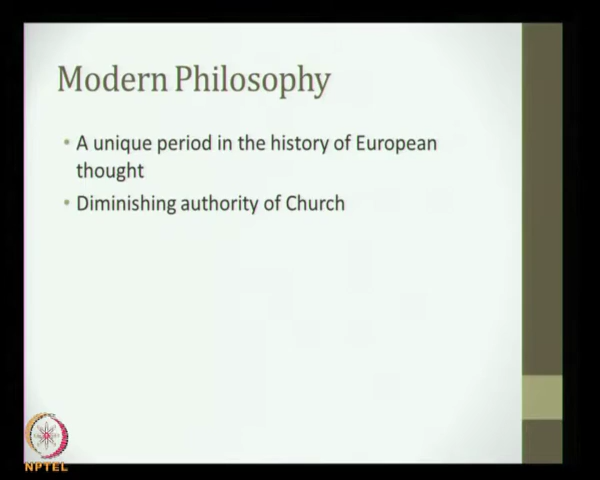 Modern Philosophy
• A unique period in the history of European
thought
• Diminishing authority of Church
NPTEL